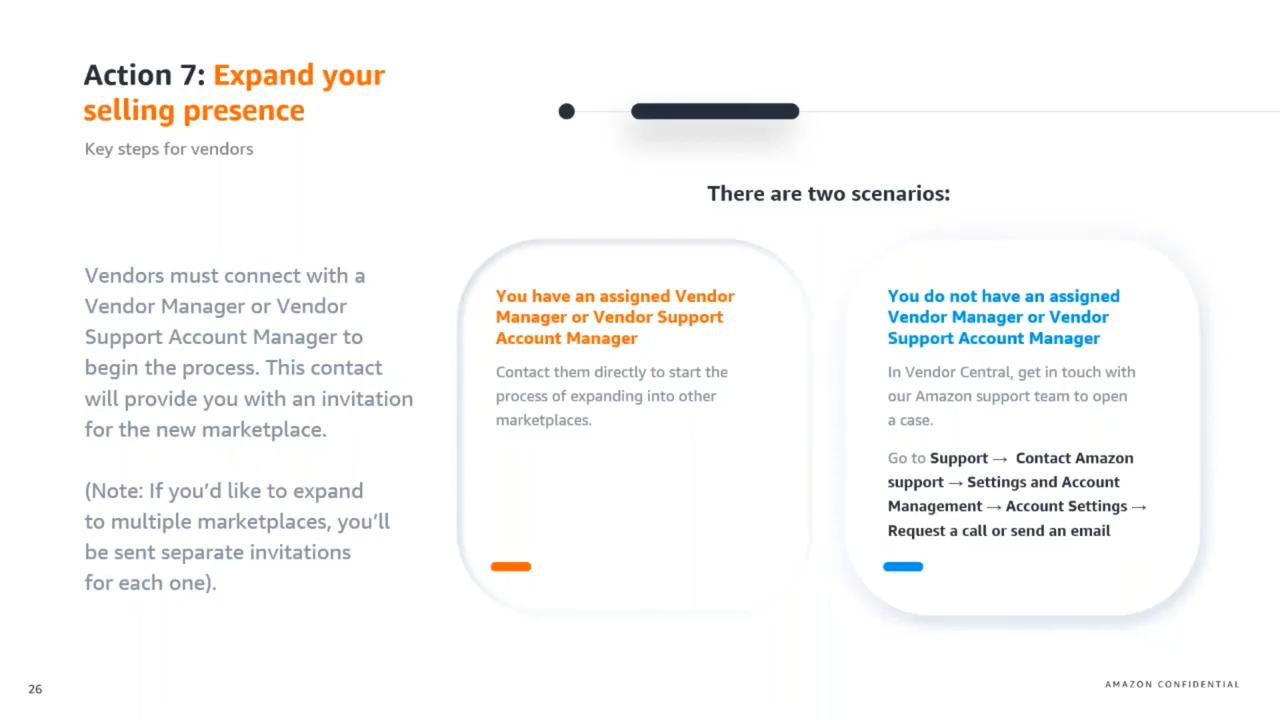 Action 7: Expand your
selling presence
Key steps for vendors
There are two scenarios:
Vendors must connect with a
Vendor Manager or Vendor
Support Account Manager to
begin the process. This contact
will provide you with an invitation
for the new marketplace.
(Note: If you’d like to expand
to multiple marketplaces, you’ll
be sent separate invitations
for each one).
You have an assigned Vendor
Manager or Vendor Support
Account Manager
Contact them directly to start the
process of expanding into other
marketplaces.
You do not have an assigned
Vendor Manager or Vendor
Support Account Manager
In Vendor Central, get in touch with
our Amazon support team to open
a case.
Go to Support → Contact Amazon
support → Settings and Account
Management → Account Settings →
Request a call or send an email
26
AMAZON CONFIDENTIAL